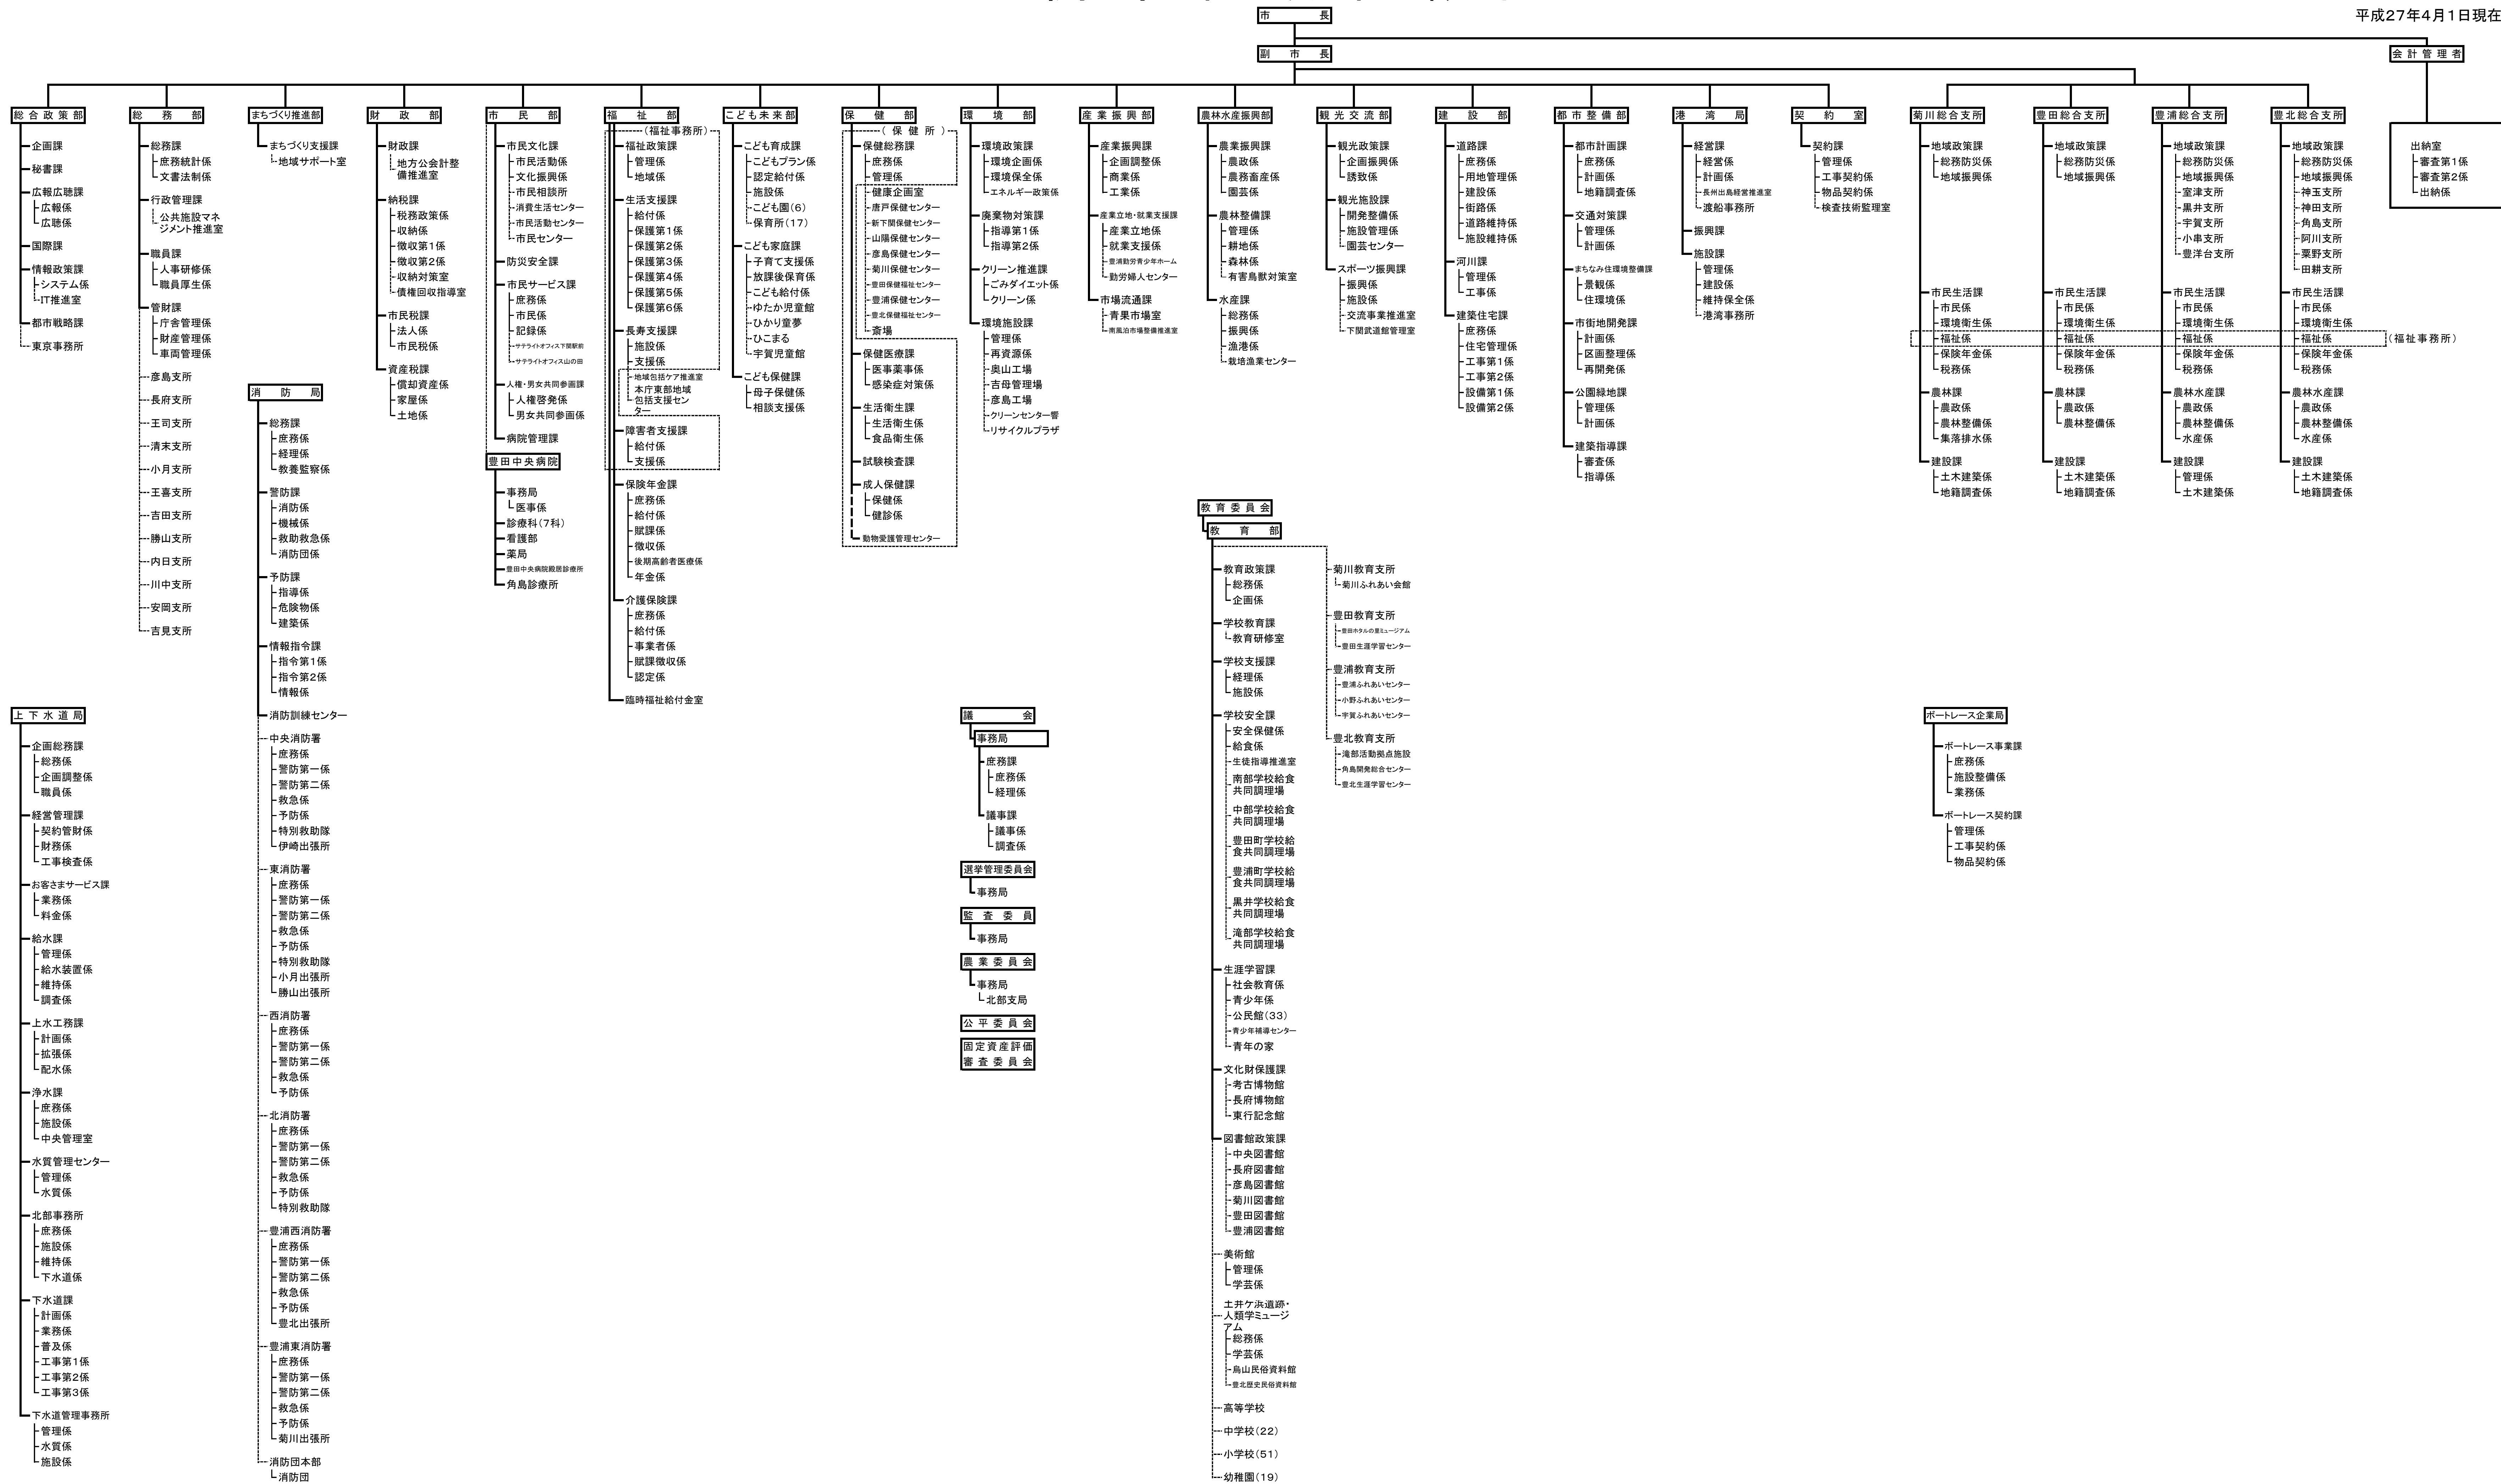 平成27年4月1日現在
市長
副市長
会計管理者
出納室
審査第1係
審査第2係
出納係
総合政策部
企画課
秘書課
広報広聴課
広報係
広聴係
国際課
情報政策課
システム係
IT推進室
都市戦略課
東京事務所
総務部
総務課
庶務統計係
文書法制係
行政管理課
公共施設マネ
ジメント推進室
職員課
人事研修係
職員厚生係
管財課
庁舎管理係
財産管理係
車両管理係
彦島支所
長府支所
王司支所
清末支所
小月支所
王喜支所
吉田支所
勝山支所
内日支所
川中支所
安岡支所
吉見支所
まちづくり推進部
まちづくり支援課
地域サポート室
財政部
財政課
地方公会計整
備推進室
納税課
税務政策係
収納係
徴収第1係
徴収第2係
収納対策室
債権回収指導室
市民税課
法人係
市民税係
資産税課
償却資産係
家屋係
土地係
市民部
市民文化課
市民活動係
文化振興係
市民相談所
消費生活センター
市民活動センター
市民センター
防災安全課
市民サービス課
庶務係
市民係
記録係
サテライトオフィス下関駅前
サテライトオフィス山の田
人権・男女共同参画課
人権啓発係
男女共同参画係
病院管理課
豊田中央病院
事務局
医事係
診療科(7科)
看護部
薬局
豊田中央病院殿居診療所
角島診療所
福祉部
(福祉事務所)
福祉政策課
管理係
地域係
生活支援課
給付係
保護第1係
保護第2係
保護第3係
保護第4係
保護第5係
保護第6係
長寿支援課
施設係
支援係
地域包括ケア推進室
本庁東部地域
包括支援セン
ター
障害者支援課
給付係
支援係
保険年金課
庶務係
給付係
賦課係
徴収係
後期高齢者医療係
年金係
介護保険課
庶務係
給付係
事業者係
賦課徴収係
認定係
臨時福祉給付金室
こども未来部
こども育成課
こどもプラン係
認定給付係
施設係
こども園(6)
保育所(17)
こども家庭課
子育て支援係
放課後保育係
こども給付係
ゆたか児童館
ひかり童夢
ひこまる
宇賀児童館
こども保健課
母子保健係
相談支援係
保健部
(保健所)
保健総務課
庶務係
管理係
健康企画室
唐戸保健センター
新下関保健センター
山陽保健センター
彦島保健センター
菊川保健センター
豊田保健福祉センター
豊浦保健センター
豊北保健福祉センター
斎場
保健医療課
医事薬事係
感染症対策係
生活衛生課
生活衛生係
食品衛生係
試験検査課
成人保健課
保健係
健診係
動物愛護管理センター
環境部
環境政策課
環境企画係
環境保全係
エネルギー政策係
廃棄物対策課
指導第1係
指導第2係
クリーン推進課
ごみダイエット係
クリーン係
環境施設課
管理係
再資源係
奥山工場
吉母管理場
彦島工場
クリーンセンター響
リサイクルプラザ
産業振興部
産業振興課
企画調整係
商業係
工業係
産業立地・就業支援課
産業立地係
就業支援係
豊浦勤労青少年ホーム
勤労婦人センター
市場流通課
青果市場室
南風泊市場整備推進室
農林水産振興部
農業振興課
農政係
農務畜産係
園芸係
農林整備課
管理係
耕地係
森林係
有害鳥獣対策室
水産課
総務係
振興係
漁港係
栽培漁業センター
観光交流部
観光政策課
企画振興係
誘致係
観光施設課
開発整備係
施設管理係
園芸センター
スポーツ振興課
振興係
施設係
交流事業推進室
下関武道館管理室
建設部
道路課
庶務係
用地管理係
建設係
街路係
道路維持係
施設維持係
河川課
管理係
工事係
建築住宅課
庶務係
住宅管理係
工事第1係
工事第2係
設備第1係
設備第2係
都市整備部
都市計画課
庶務係
計画係
地籍調査係
交通対策課
管理係
計画係
まちなみ住環境整備課
景観係
住環境係
市街地開発課
計画係
区画整理係
再開発係
公園緑地課
管理係
計画係
建築指導課
審査係
指導係
港湾局
経営課
経営係
計画係
長州出島経営推進室
渡船事務所
振興課
施設課
管理係
建設係
維持保全係
港湾事務所
契約室
契約課
管理係
工事契約係
物品契約係
検査技術監理室
菊川総合支所
地域政策課
総務防災係
地域振興係
市民生活課
市民係
環境衛生係
福祉係
保険年金係
税務係
農林課
農政係
農林整備係
集落排水係
建設課
土木建築係
地籍調査係
豊田総合支所
地域政策課
総務防災係
地域振興係
市民生活課
市民係
環境衛生係
福祉係
保険年金係
税務係
農林課
農政係
農林整備係
建設課
土木建築係
地籍調査係
豊浦総合支所
地域政策課
総務防災係
地域振興係
室津支所
黒井支所
宇賀支所
小串支所
豊洋台支所
市民生活課
市民係
環境衛生係
福祉係
保険年金係
税務係
農林水産課
農政係
農林整備係
水産係
建設課
管理係
土木建築係
豊北総合支所
地域政策課
総務防災係
地域振興係
神玉支所
角島支所
神田支所
阿川支所
粟野支所
田耕支所
市民生活課
市民係
環境衛生係
福祉係
(福祉事務所)
保険年金係
税務係
農林水産課
農政係
農林整備係
水産係
建設課
土木建築係
地籍調査係
消防局
総務課
庶務係
経理係
教養監察係
警防課
消防係
機械係
救助救急係
消防団係
予防課
指導係
危険物係
建築係
情報指令課
指令第1係
指令第2係
情報係
消防訓練センター
中央消防署
庶務係
警防第一係
警防第二係
救急係
予防係
特別救助隊
伊崎出張所
東消防署
庶務係
警防第一係
警防第二係
救急係
予防係
特別救助隊
小月出張所
勝山出張所
西消防署
庶務係
警防第一係
警防第二係
救急係
予防係
北消防署
庶務係
警防第一係
警防第二係
救急係
予防係
特別救助隊
豊浦西消防署
庶務係
警防第一係
警防第二係
救急係
予防係
豊北出張所
豊浦東消防署
庶務係
警防第一係
警防第二係
救急係
予防係
菊川出張所
消防団本部
消防団
上下水道局
企画総務課
総務係
企画調整係
職員係
経営管理課
契約管財係
財務係
工事検査係
お客さまサービス課
業務係
料金係
給水課
管理係
給水装置係
維持係
調査係
上水工務課
計画係
拡張係
配水係
浄水課
庶務係
施設係
中央管理室
水質管理センター
管理係
水質係
北部事務所
庶務係
施設係
維持係
下水道係
下水道課
計画係
業務係
普及係
工事第1係
工事第2係
工事第3係
下水道管理事務所
管理係
水質係
施設係
議会
事務局
庶務課
庶務係
経理係
議事課
議事係
調査係
選挙管理委員会
事務局
監査委員
事務局
農業委員会
事務局
北部支局
公平委員会
固定資産評価
審査委員会
教育委員会
教育部
教育政策課
総務係
企画係
学校教育課
教育研修室
学校支援課
経理係
施設係
学校安全課
安全保健係
給食係
生徒指導推進室
南部学校給食
共同調理場
中部学校給食
共同調理場
豊田町学校給
食共同調理場
豊浦町学校給
食共同調理場
黒井学校給食
共同調理場
滝部学校給食
共同調理場
生涯学習課
社会教育係
青少年係
公民館(33)
青少年補導センター
青年の家
文化財保護課
考古博物館
長府博物館
東行記念館
図書館政策課
中央図書館
長府図書館
彦島図書館
菊川図書館
豊田図書館
豊浦図書館
美術館
管理係
学芸係
土井ケ浜遺跡・
人類学ミュージ
アム
総務係
学芸係
烏山民俗資料館
豊北歴史民俗資料館
高等学校
中学校(22)
小学校(51)
幼稚園(19)
菊川教育支所
菊川ふれあい会館
豊田教育支所
豊田ホタルの里ミュージアム
豊田生涯学習センター
豊浦教育支所
豊浦ふれあいセンター
小野ふれあいセンター
宇賀ふれあいセンター
豊北教育支所
滝部活動拠点施設
角島開発総合センター
豊北生涯学習センター
ボートレース企業局
ボートレース事業課
庶務係
施設整備係
業務係
ボートレース契約課
管理係
工事契約係
物品契約係